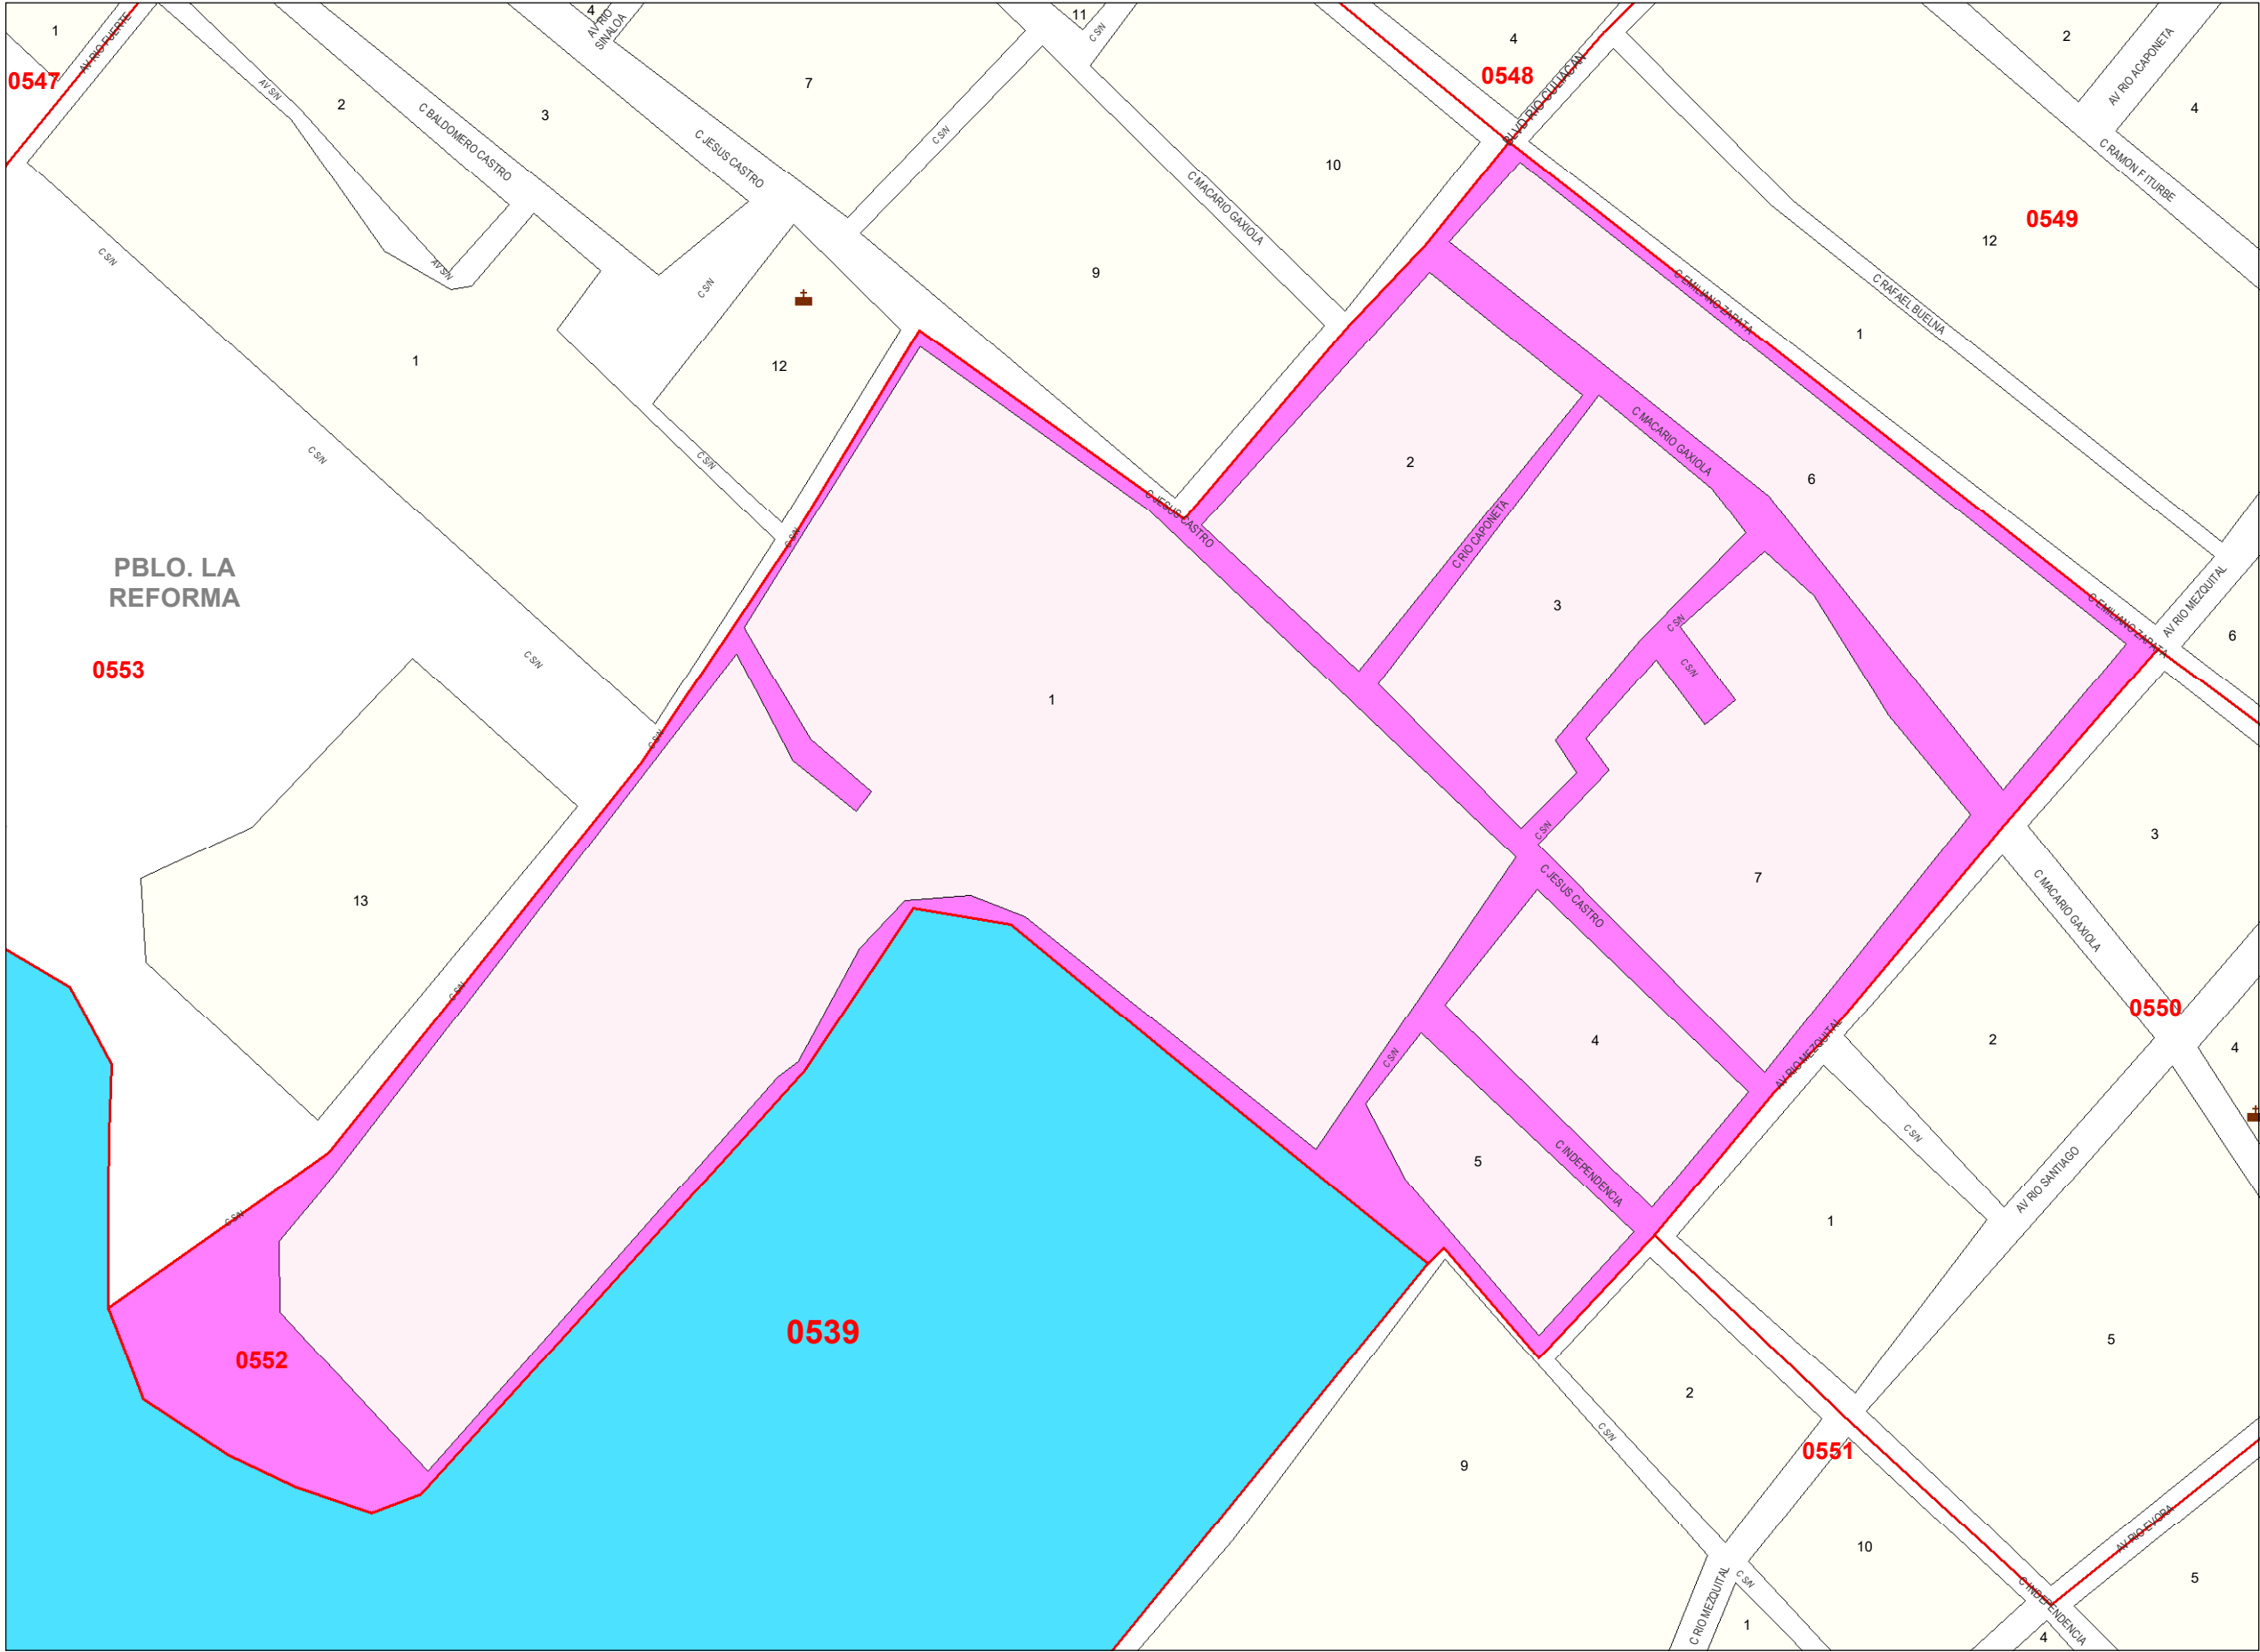 4
11
1
AV RIO FUERTE
AV RIO
SINALOA
C S/N
4
2
0547
AV S/N
2
3
7
0548
BLVD RIO CULIACAN
AV RIO ACAPONETA
4
C BALDOMERO CASTRO
C JESUS CASTRO
C S/N
10
C RAMON F ITURBE
C MACARIO GAXIOLA
0549
12
C S/N
AV S/N
C S/N
9
C EMILIANO ZAPATA
C RAFAEL BUELNA
1
1
12
C MACARIO GAXIOLA
2
6
C S/N
C S/N
C JESUS CASTRO
C RIO CAPONETA
C S/N
PBLO. LA
REFORMA
3
C S/N
C EMILIANO ZAPATA
AV RIO MEZQUITAL
6
0553
C S/N
C S/N
1
C S/N
C S/N
3
13
C JESUS CASTRO
7
C MACARIO GAXIOLA
C S/N
0550
4
2
4
AV RIO MEZQUITAL
C S/N
C S/N
5
C INDEPENDENCIA
AV RIO SANTIAGO
1
C S/N
0539
0552
5
2
C S/N
0551
9
AV RIO EVORA
10
C S/N
5
C RIO MEZQUITAL
1
C INDEPENDENCIA
4